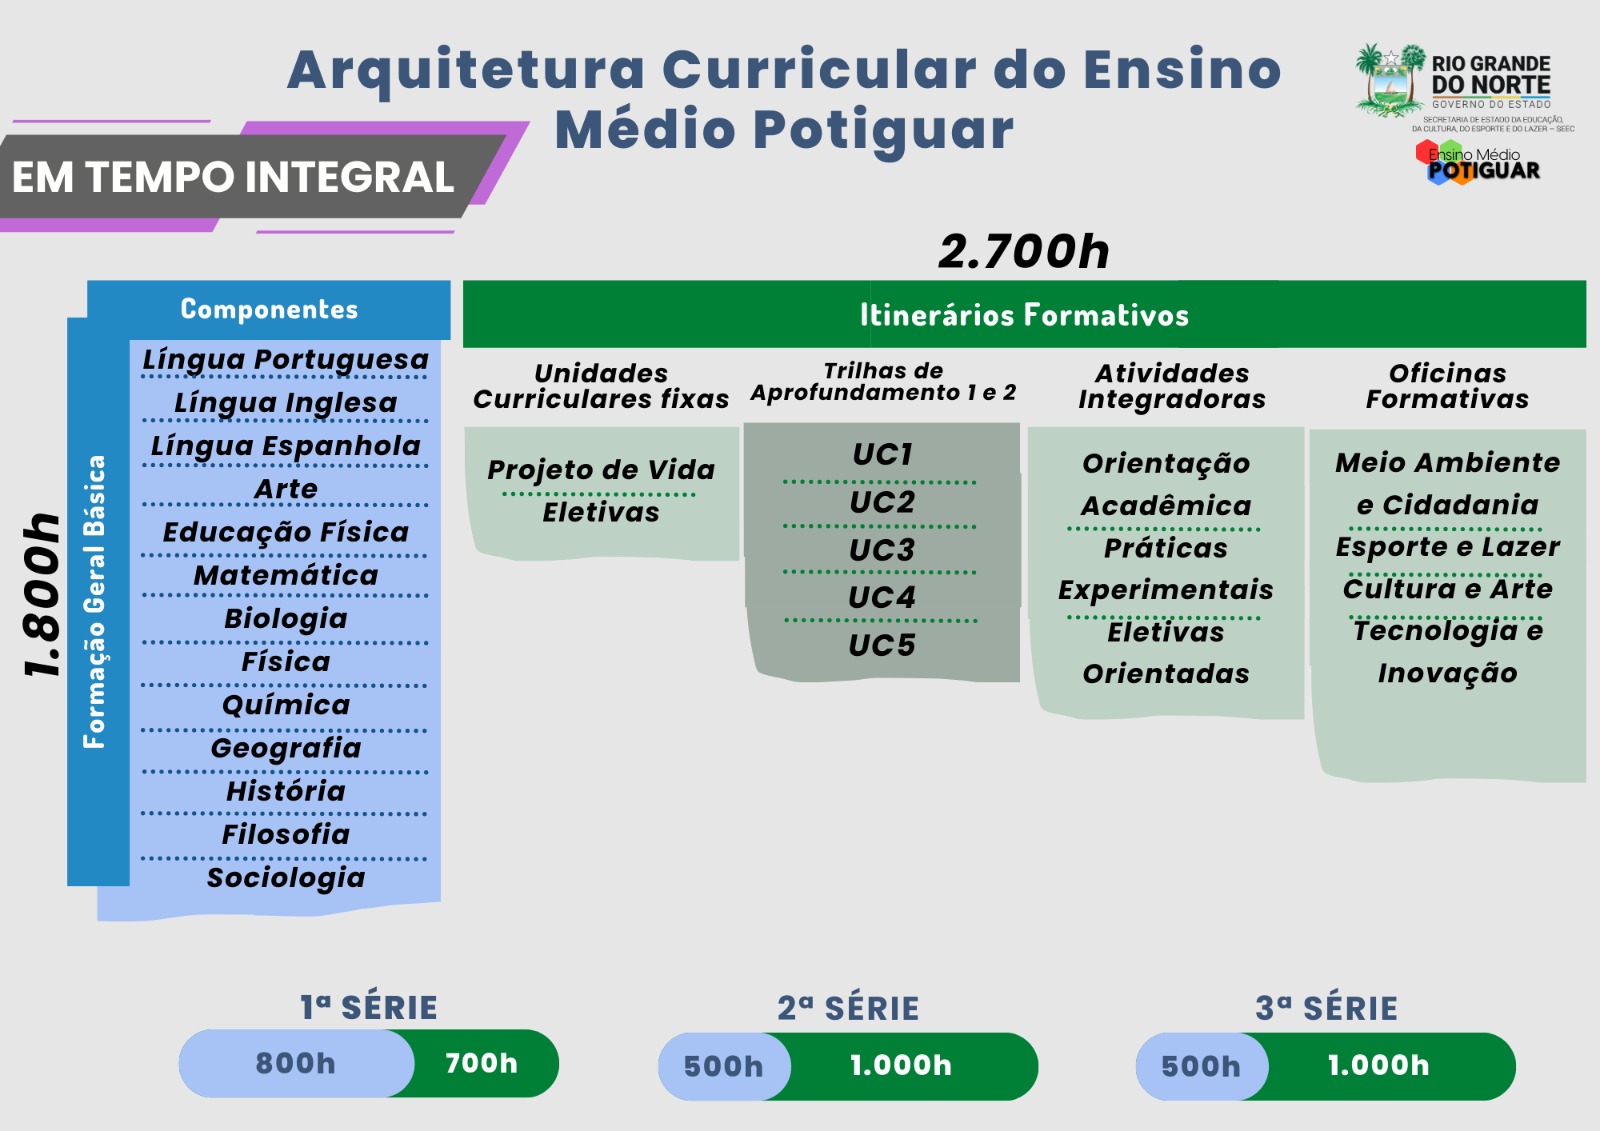 Arquitetura Curricular do Ensino
Médio Potiguar
RIO GRANDE
DO NORTE
GOVERNO DO ESTADO
SECRETARIA DE ESTADO DA EDUCAÇÃO,
DA CULTURA, DO ESPORTE E DO LAZER – SEEC
Ensino Médio
POTIGUAR
EM TEMPO INTEGRAL
1.800h
Formação Geral Básica
Componentes
Língua Portuguesa
Língua Inglesa
Língua Espanhola
Arte
Educação Física
Matemática
Biologia
Física
Química
Geografia
História
Filosofia
Sociologia
2.700h
Itinerários Formativos
Unidades
Curriculares fixas
Projeto de Vida
Eletivas
Trilhas de
Aprofundamento 1 e 2
UC1
UC2
UC3
UC4
UC5
Atividades
Integradoras
Orientação
Acadêmica
Práticas
Experimentais
Eletivas
Orientadas
Oficinas
Formativas
Meio Ambiente
e Cidadania
Esporte e Lazer
Cultura e Arte
Tecnologia e
Inovação
1ª SÉRIE
800h 700h
2ª SÉRIE
500h 1.000h
3ª SÉRIE
500h 1.000h